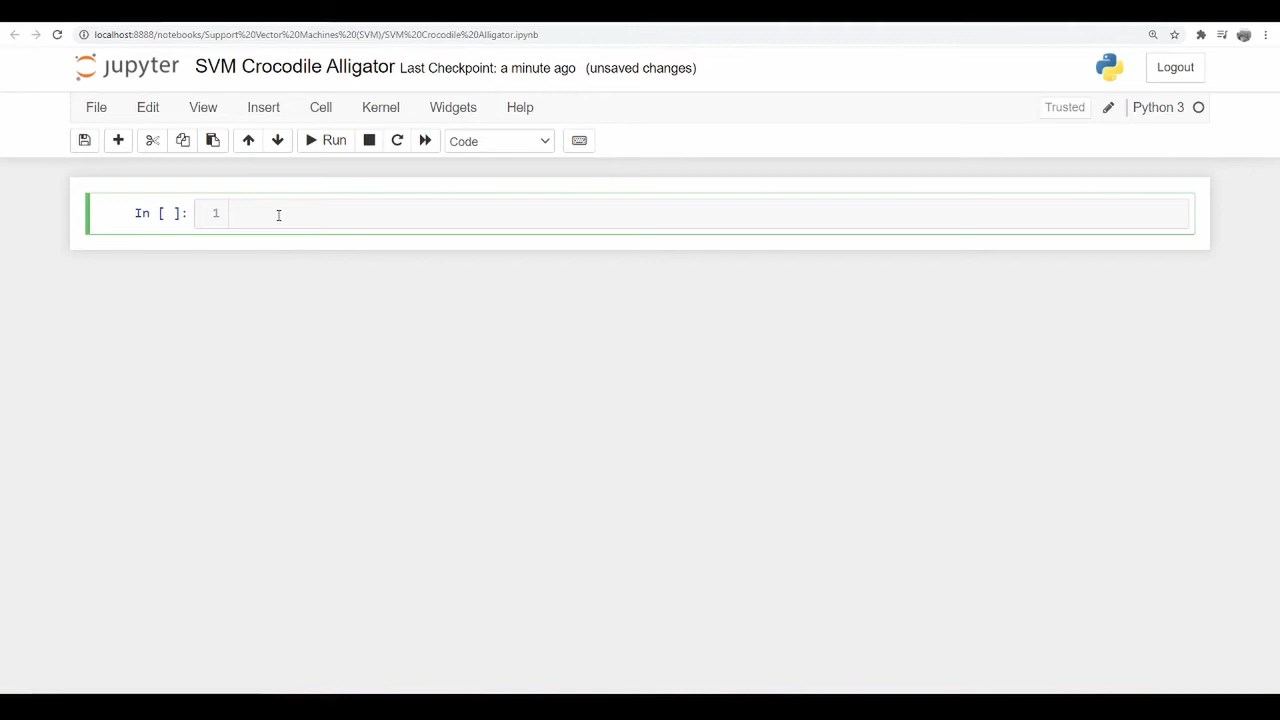 localhost:8888/notebooks/Support%20Vector%20Machines%20(SVM)/SVM%20Crocodile%20Alligator.ipynb
jupyter SVM Crocodile Alligator Last Checkpoint: a minute ago (unsaved changes) Logout
File Edit View Insert Cell Kernel Widgets Help Trusted Python 3
Run Code
In [ ]: 1